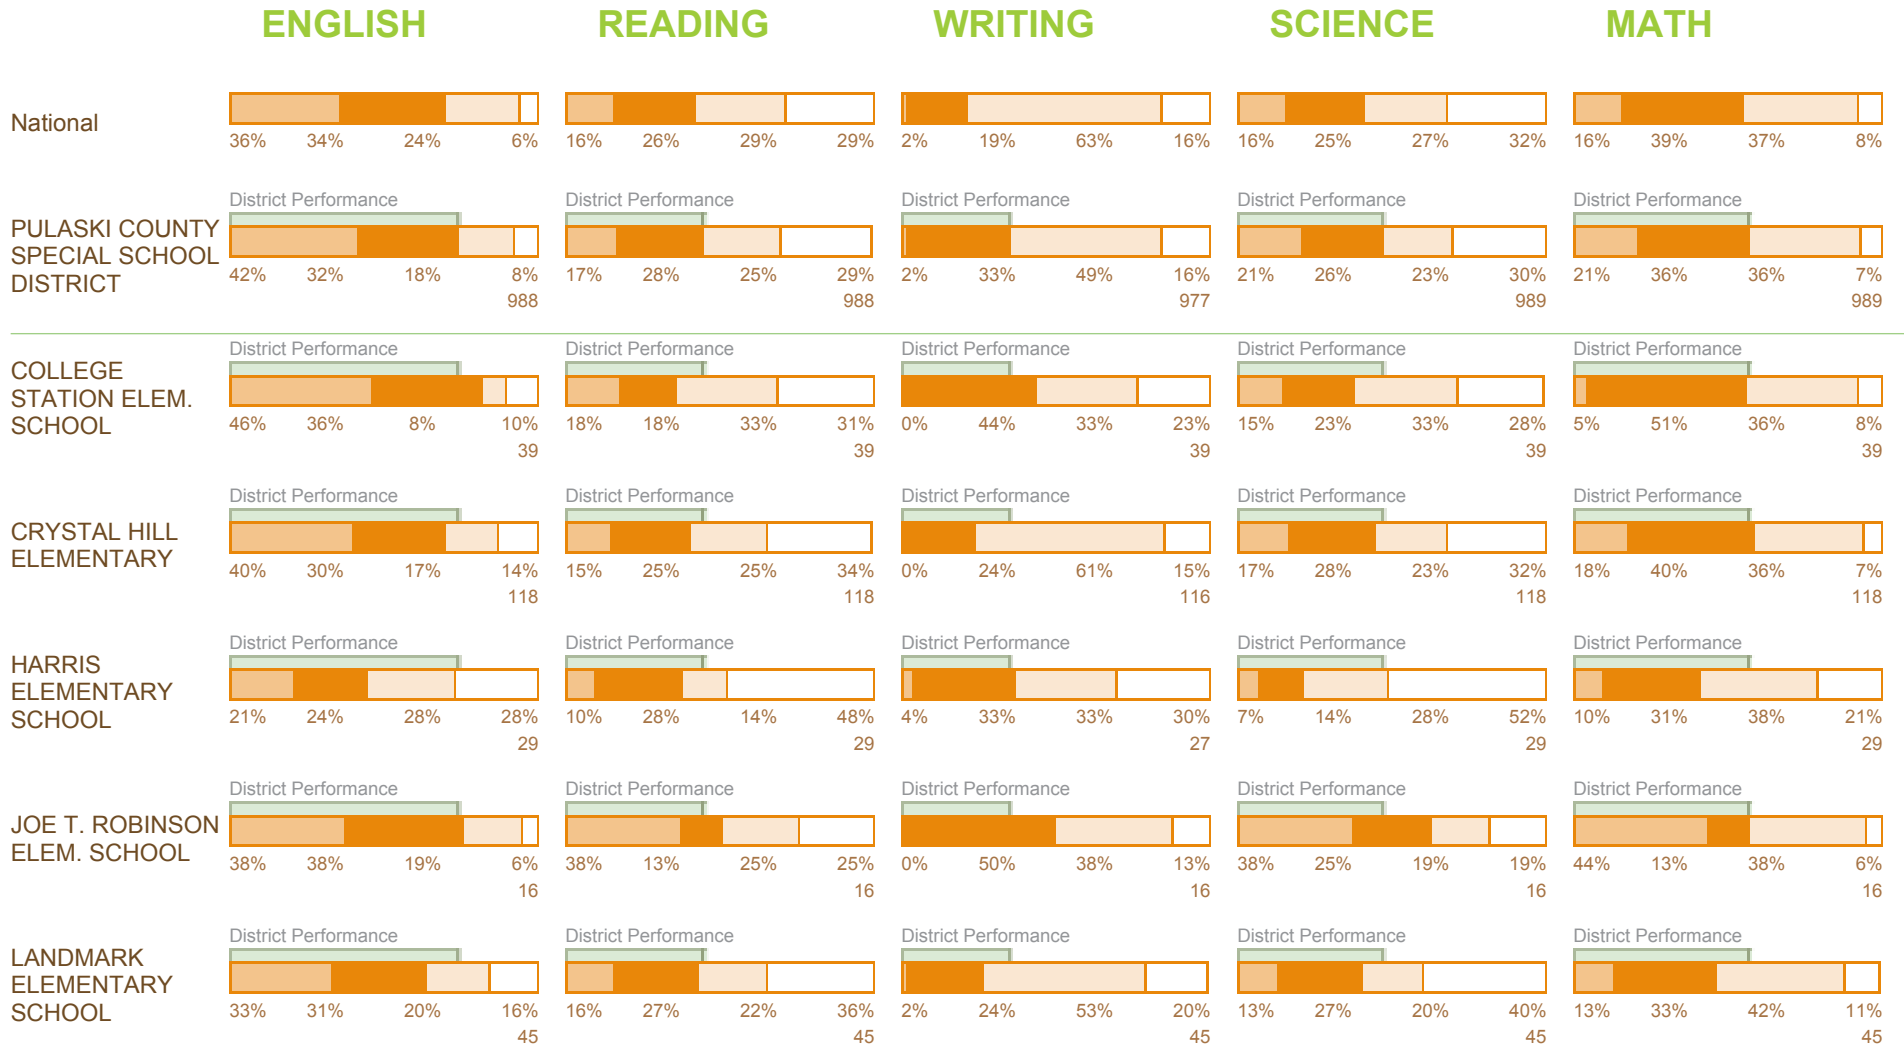 ENGLISH READING WRITING SCIENCE MATH
National
36% 34% 24% 6% 16% 26% 29% 29% 2% 19% 63% 16% 16% 25% 27% 32% 16% 39% 37% 8%
District Performance District Performance District Performance District Performance District Performance
PULASKI COUNTY
SPECIAL SCHOOL
DISTRICT
42% 32% 18% 8% 17% 28% 25% 29% 2% 33% 49% 16% 21% 26% 23% 30% 21% 36% 36% 7%
988 988 977 989 989
District Performance District Performance District Performance District Performance District Performance
COLLEGE
STATION ELEM.
SCHOOL
46% 36% 8% 10% 18% 18% 33% 31% 0% 44% 33% 23% 15% 23% 33% 28% 5% 51% 36% 8%
39 39 39 39 39
District Performance District Performance District Performance District Performance District Performance
CRYSTAL HILL
ELEMENTARY
40% 30% 17% 14% 15% 25% 25% 34% 0% 24% 61% 15% 17% 28% 23% 32% 18% 40% 36% 7%
118 118 116 118 118
District Performance District Performance District Performance District Performance District Performance
HARRIS
ELEMENTARY
SCHOOL
21% 24% 28% 28% 10% 28% 14% 48% 4% 33% 33% 30% 7% 14% 28% 52% 10% 31% 38% 21%
29 29 27 29 29
District Performance District Performance District Performance District Performance District Performance
JOE T. ROBINSON
ELEM. SCHOOL
38% 38% 19% 6% 38% 13% 25% 25% 0% 50% 38% 13% 38% 25% 19% 19% 44% 13% 38% 6%
16 16 16 16 16
District Performance District Performance District Performance District Performance District Performance
LANDMARK
ELEMENTARY
SCHOOL
33% 31% 20% 16% 16% 27% 22% 36% 2% 24% 53% 20% 13% 27% 20% 40% 13% 33% 42% 11%
45 45 45 45 45